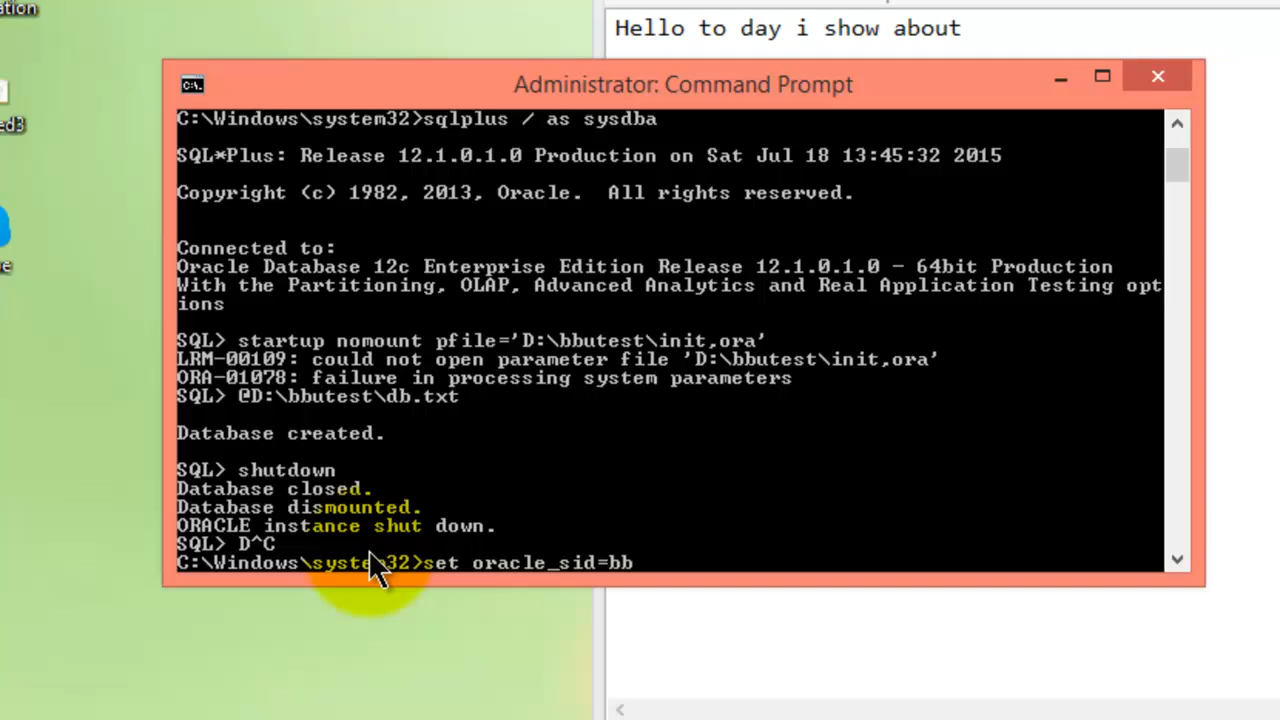 ation
Hello to day i show about
Administrator: Command Prompt
ed3
C:\Windows\system32>sqlplus / as sysdba
SQL*Plus: Release 12.1.0.1.0 Production on Sat Jul 18 13:45:32 2015
Copyright (c) 1982, 2013, Oracle.  All rights reserved.
Connected to:
Oracle Database 12c Enterprise Edition Release 12.1.0.1.0 - 64bit Production
With the Partitioning, OLAP, Advanced Analytics and Real Application Testing opt
ions
SQL> startup nomount pfile='D:\bbutest\init,ora'
LRM-00109: could not open parameter file 'D:\bbutest\init,ora'
ORA-01078: failure in processing system parameters
SQL> @D:\bbutest\db.txt
Database created.
SQL> shutdown
Database closed.
Database dismounted.
ORACLE instance shut down.
SQL> D^C
C:\Windows\system32>set oracle_sid=bb